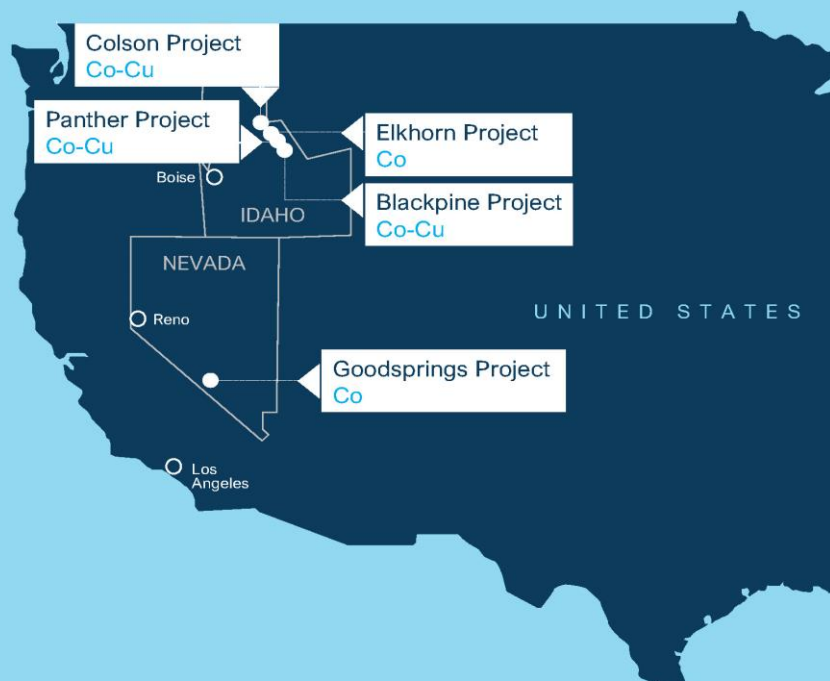 Colson Project
Co-Cu
Panther Project
Co-Cu
Elkhorn Project
Co
Boise
Blackpine Project
Co-Cu
IDAHO
NEVADA
Reno
UNITED STATES
Goodsprings Project
Co
Los
Angeles